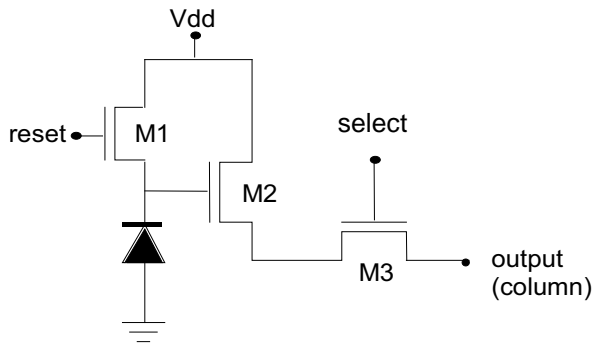 Vdd
reset
M1
select
M2
M3
output
(column)